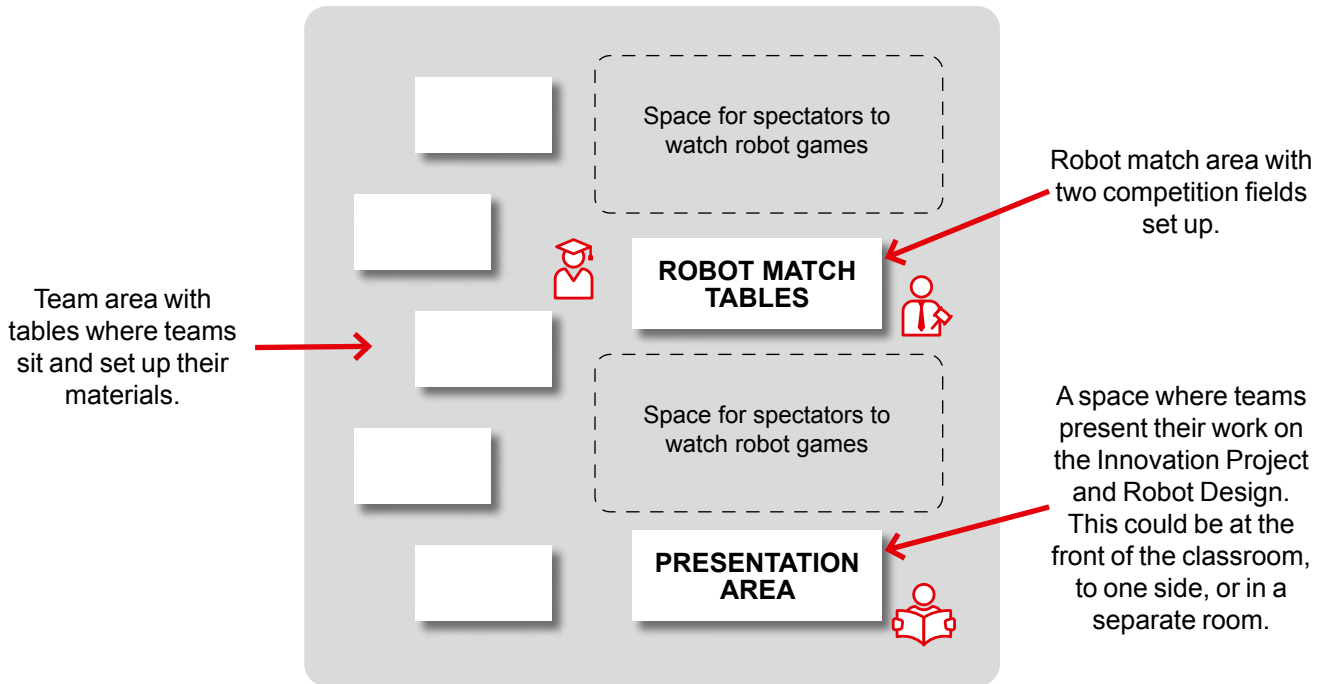 Team area with
tables where teams
sit and set up their
materials.
Space for spectators to
watch robot games
ROBOT MATCH
TABLES
Space for spectators to
watch robot games
PRESENTATION
AREA
Robot match area with
two competition fields
set up.
A space where teams
present their work on
the Innovation Project
and Robot Design.
This could be at the
front of the classroom,
to one side, or in a
separate room.